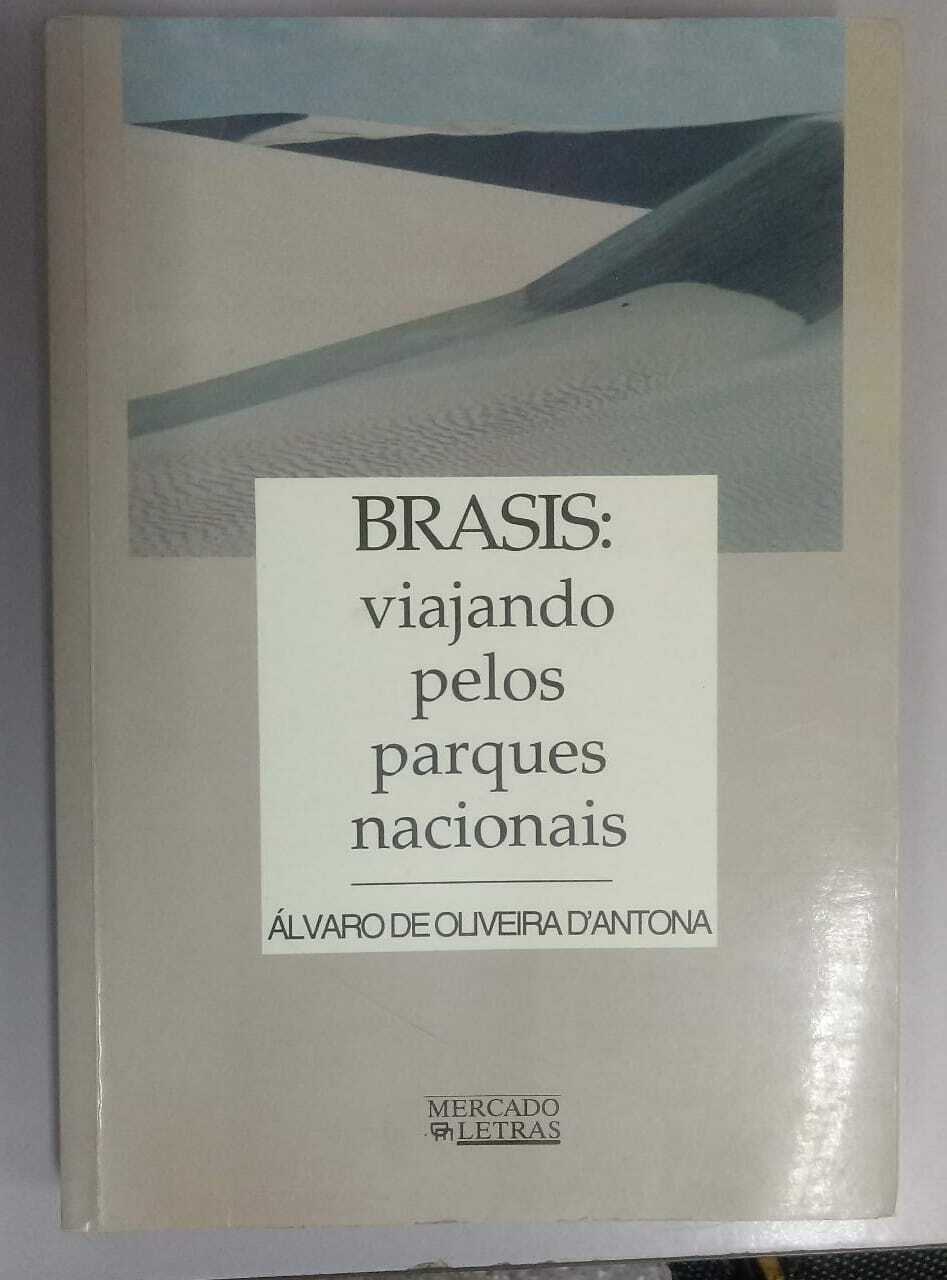 BRASIS:
viajando
pelos
parques
nacionais
ÁLVARO DE OLIVEIRA D'ANTONA
MERCADO
LETRAS